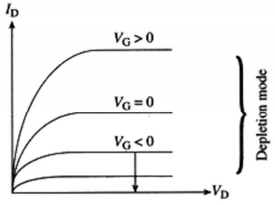 I_D
V_G > 0
V_G = 0
V_G < 0
V_D
Depletion mode